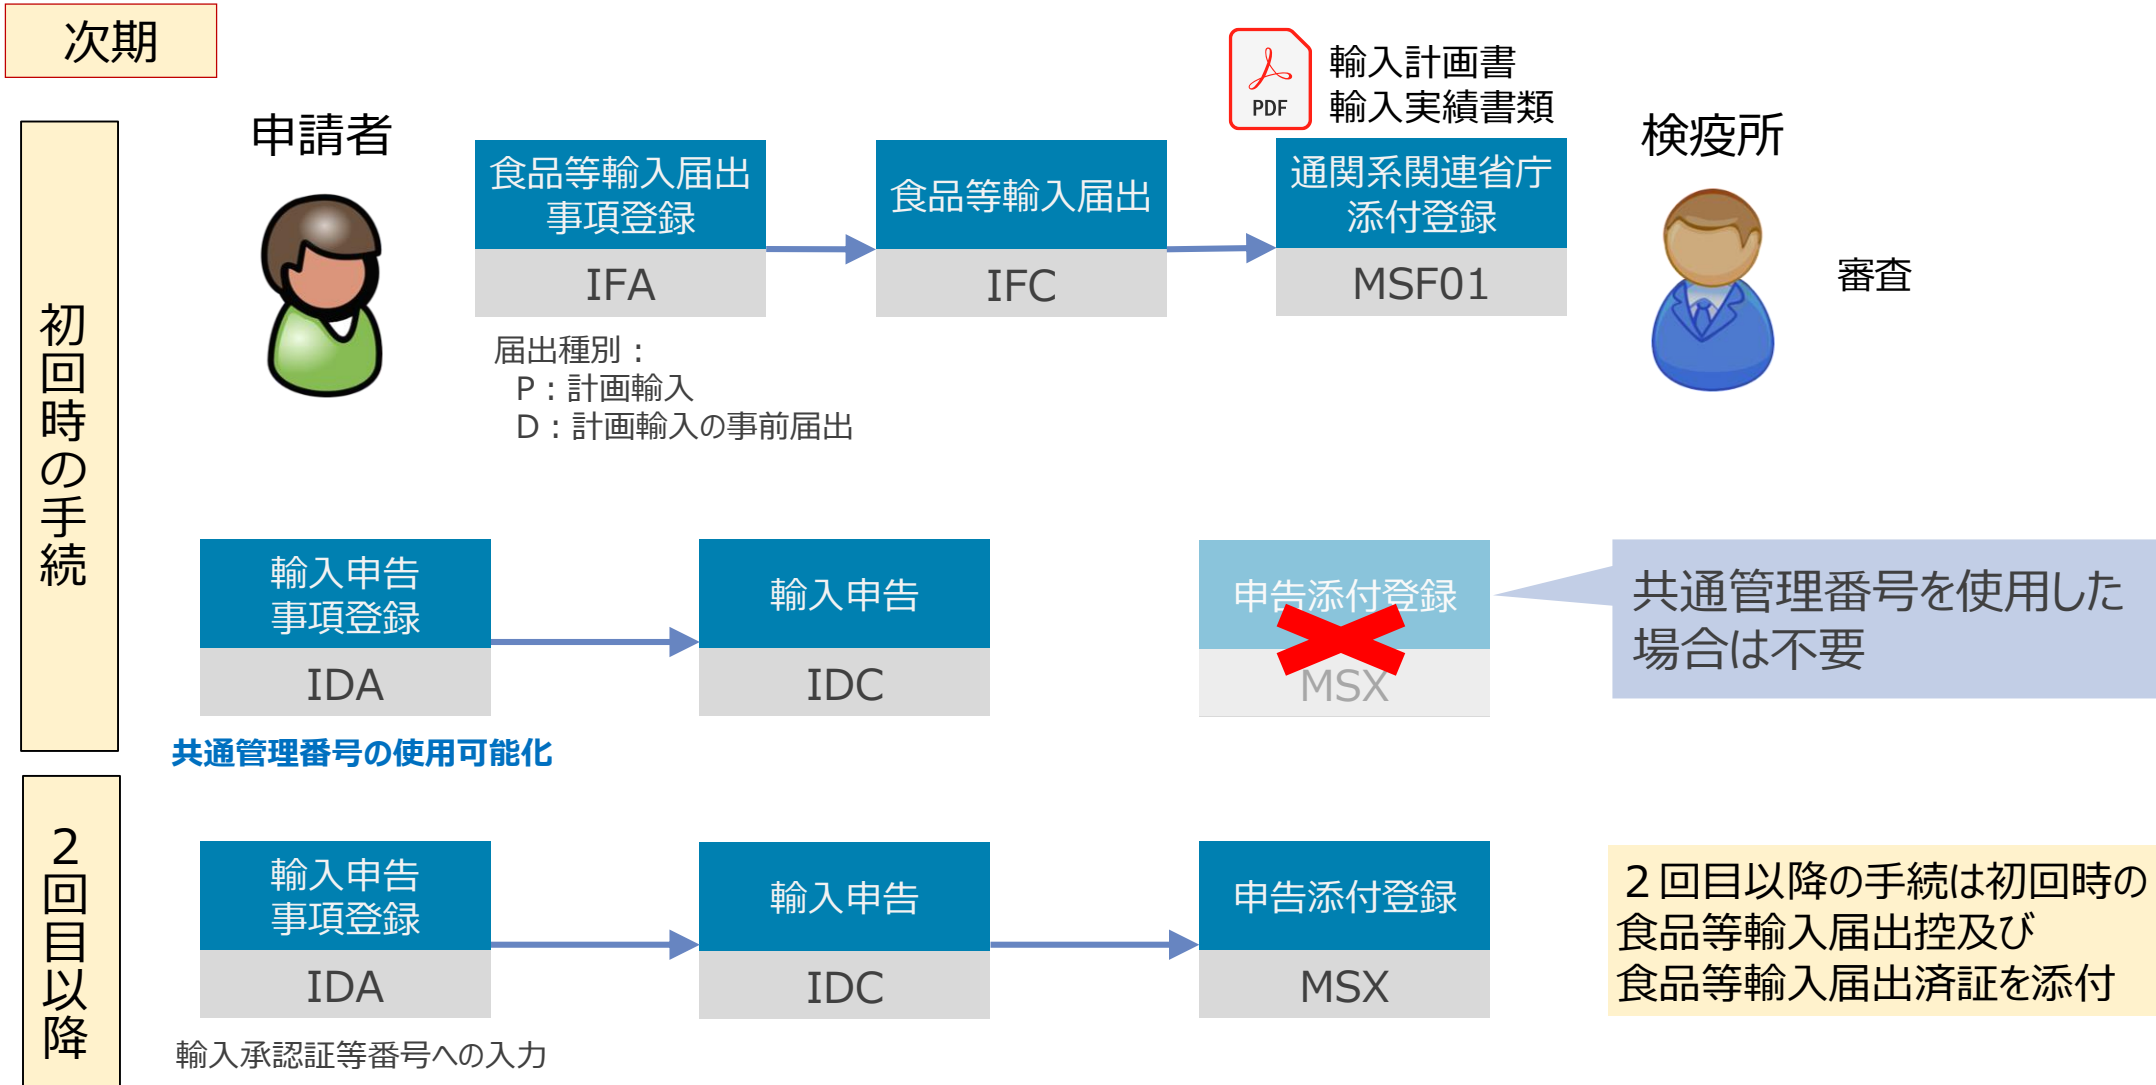 次期
PDF
輸入計画書
輸入実績書類
初回時の手続
申請者
食品等輸入届出
事項登録
IFA
食品等輸入届出
IFC
通関系関連省庁
添付登録
MSF01
検疫所
審査
届出種別：
P：計画輸入
D：計画輸入の事前届出
輸入申告
事項登録
IDA
輸入申告
IDC
申告添付登録
MSX
共通管理番号を使用した
場合は不要
共通管理番号の使用可能化
2回目以降
輸入申告
事項登録
IDA
輸入申告
IDC
申告添付登録
MSX
２回目以降の手続は初回時の
食品等輸入届出控及び
食品等輸入届出済証を添付
輸入承認証等番号への入力